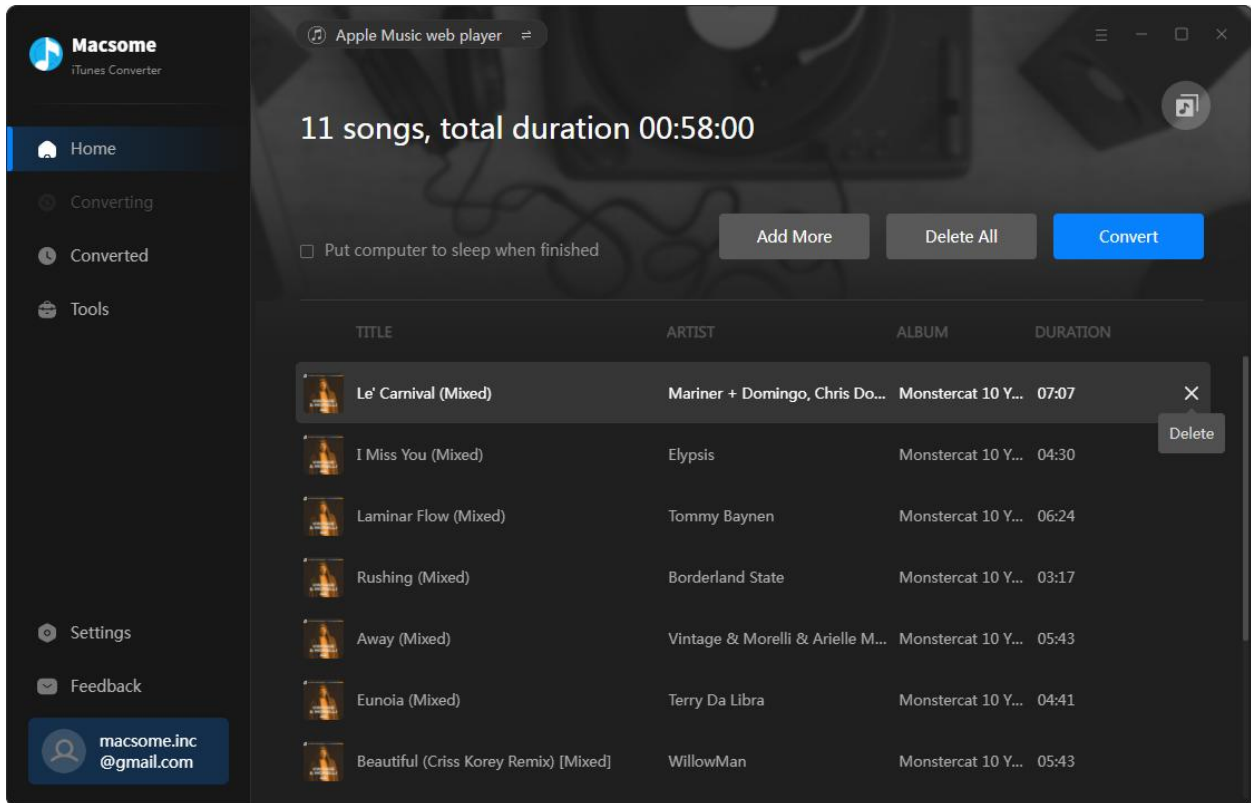 Macsome
iTunes Converter
Apple Music web player
Home
Converting
Converted
Tools
Settings
Feedback
macsome.inc
@gmail.com
11 songs, total duration 00:58:00
Put computer to sleep when finished
Add More Delete All Convert
TITLE ARTIST ALBUM DURATION
Le' Carnival (Mixed) Mariner + Domingo, Chris Do... Monstercat 10 Y... 07:07
Delete
I Miss You (Mixed) Elypsis Monstercat 10 Y... 04:30
Laminar Flow (Mixed) Tommy Baynen Monstercat 10 Y... 06:24
Rushing (Mixed) Borderland State Monstercat 10 Y... 03:17
Away (Mixed) Vintage & Morelli & Arielle M... Monstercat 10 Y... 05:43
Eunoia (Mixed) Terry Da Libra Monstercat 10 Y... 04:41
Beautiful (Criss Korey Remix) [Mixed] WillowMan Monstercat 10 Y... 05:43